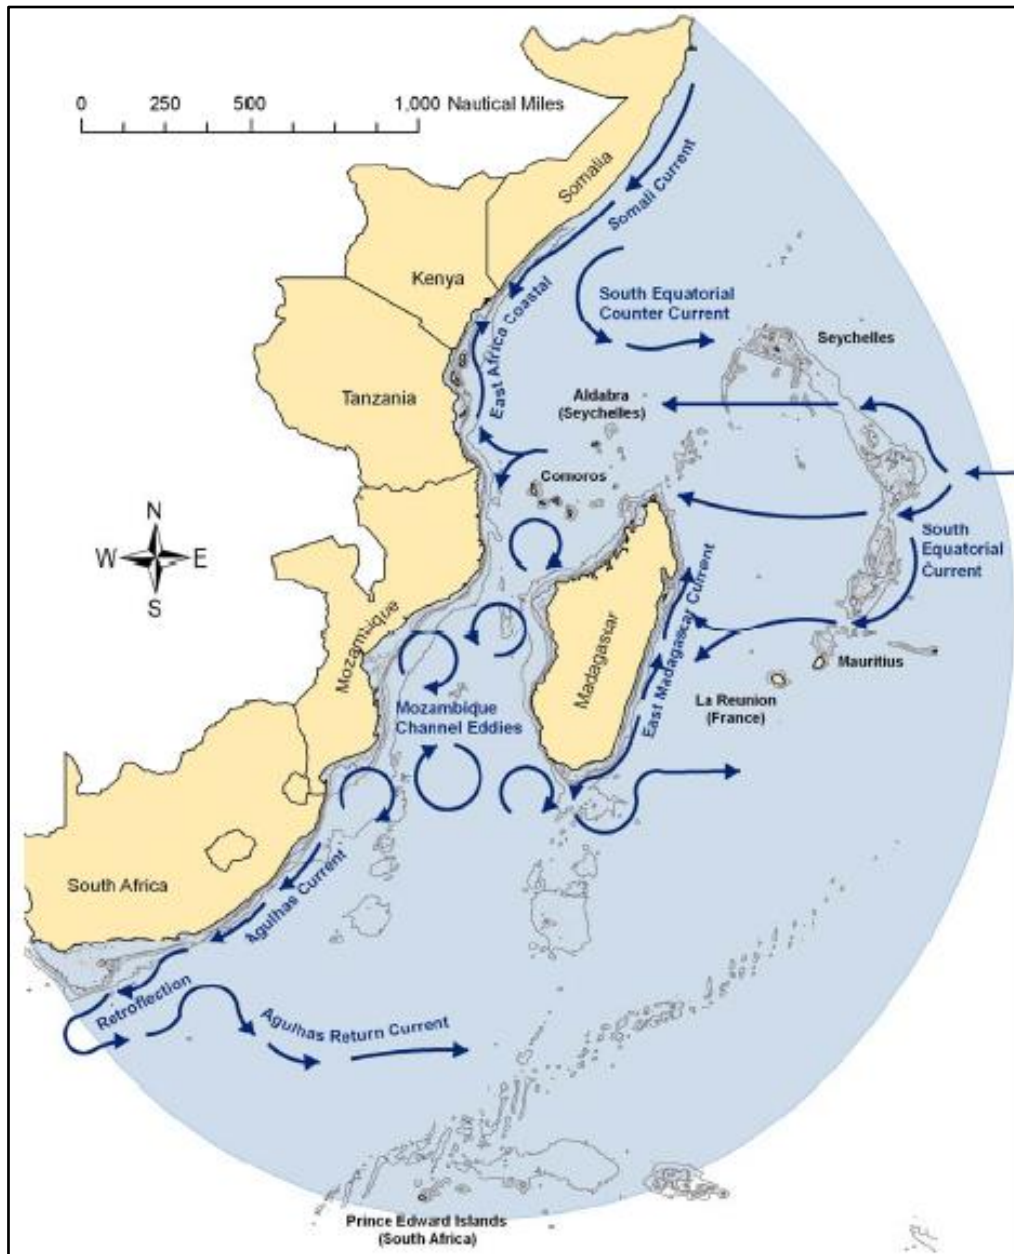 0 250 500 1,000 Nautical Miles
Somalia
Somali Current
Kenya
South Equatorial
Counter Current
Seychelles
East Africa Coastal
Tanzania
Aldabra
(Seychelles)
Comoros
N
W E
S
South
Equatorial
Current
Mozambique
Madagascar
East Madagascar Current
Mauritius
La Reunion
(France)
Mozambique
Channel Eddies
South Africa
Agulhas Current
Retroflection
Agulhas Return Current
Prince Edward Islands
(South Africa)